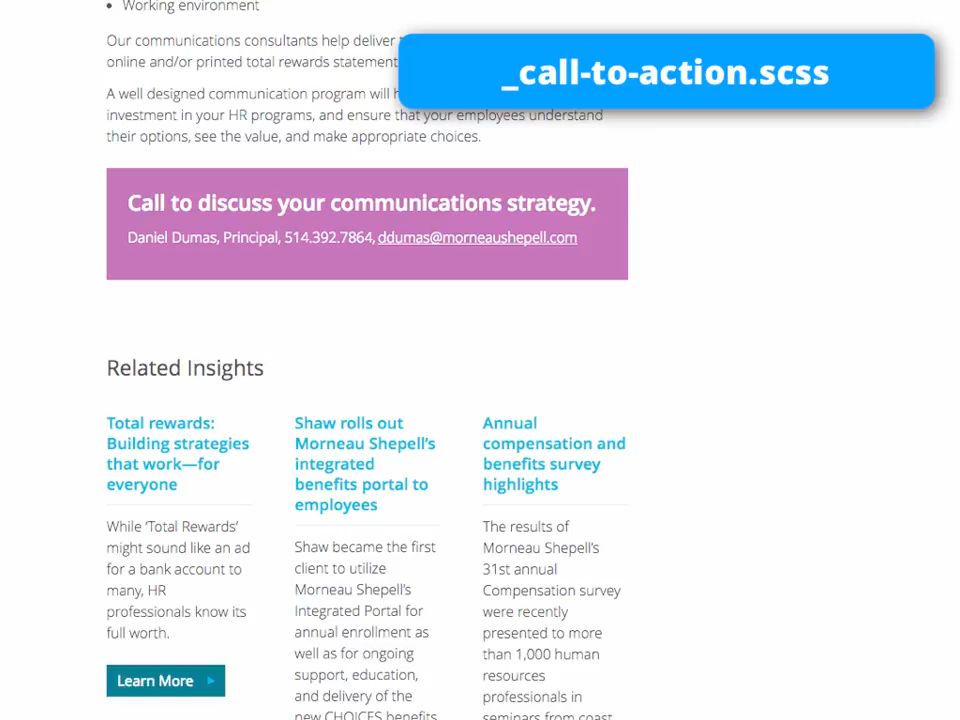 • Working environment
_call-to-action.scss
Our communications consultants help deliver
online and/or printed total rewards statement
A well designed communication program will
investment in your HR programs, and ensure that your employees understand
their options, see the value, and make appropriate choices.
Call to discuss your communications strategy.
Daniel Dumas, Principal, 514.392.7864, ddumas@morneaushepell.com
Related Insights
Total rewards:
Building strategies
that work—for
everyone
While ‘Total Rewards’
might sound like an ad
for a bank account to
many, HR
professionals know its
full worth.
Learn More
Shaw rolls out
Morneau Shepell’s
integrated
benefits portal to
employees
Shaw became the first
client to utilize
Morneau Shepell’s
Integrated Portal for
annual enrollment as
well as for ongoing
support, education,
and delivery of the
new CHOICES benefits
Annual
compensation and
benefits survey
highlights
The results of
Morneau Shepell’s
31st annual
Compensation survey
were recently
presented to more
than 1,000 human
resources
professionals in
seminars from coast